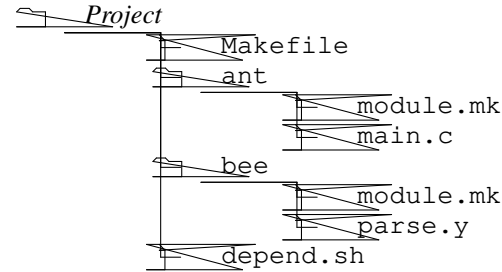 Project
Makefile
ant
module.mk
main.c
bee
module.mk
parse.y
depend.sh